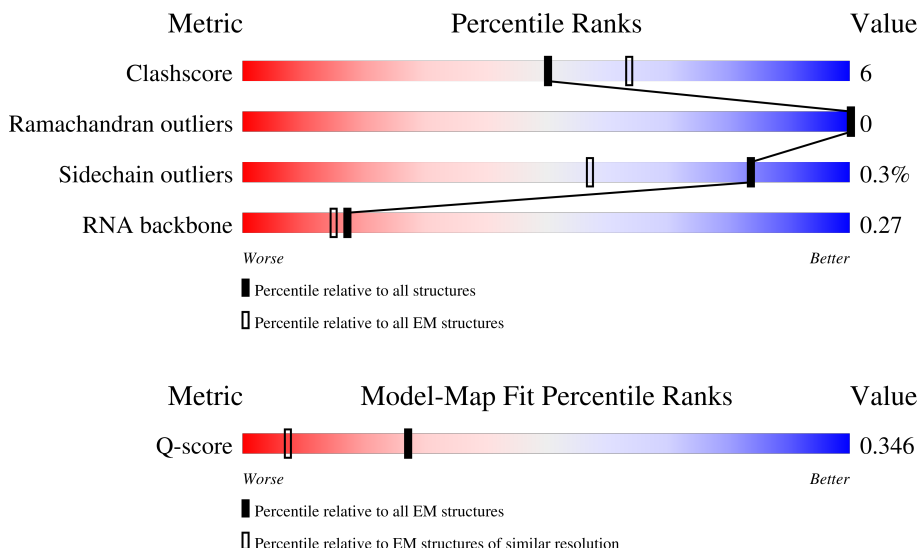 Metric Percentile Ranks Value
Clashscore 6
Ramachandran outliers 0
Sidechain outliers 0.3%
RNA backbone 0.27
Worse Better
Percentile relative to all structures
Percentile relative to all EM structures
Metric Model-Map Fit Percentile Ranks Value
Q-score 0.346
Worse Better
Percentile relative to all EM structures
Percentile relative to EM structures of similar resolution